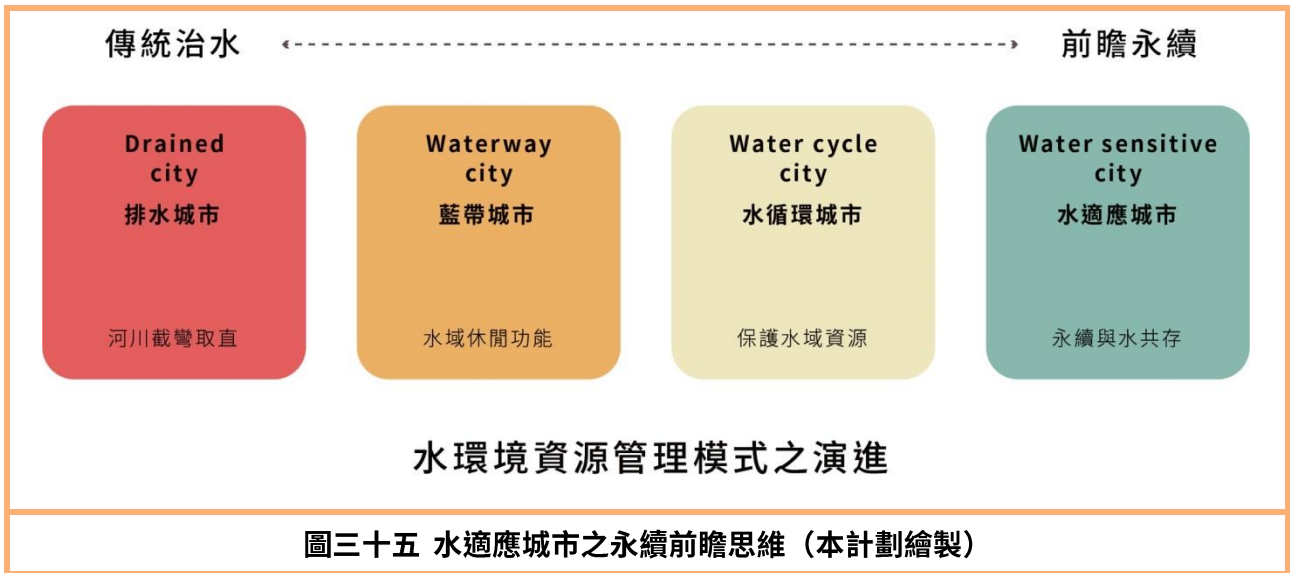 傳統治水
前瞻永續
Drained
city
排水城市
河川截彎取直
Waterway
city
藍帶城市
水域休閒功能
Water cycle
city
水循環城市
保護水域資源
Water sensitive
city
水適應城市
永續與水共存
水環境資源管理模式之演進
圖三十五 水適應城市之永續前瞻思維（本計劃繪製）